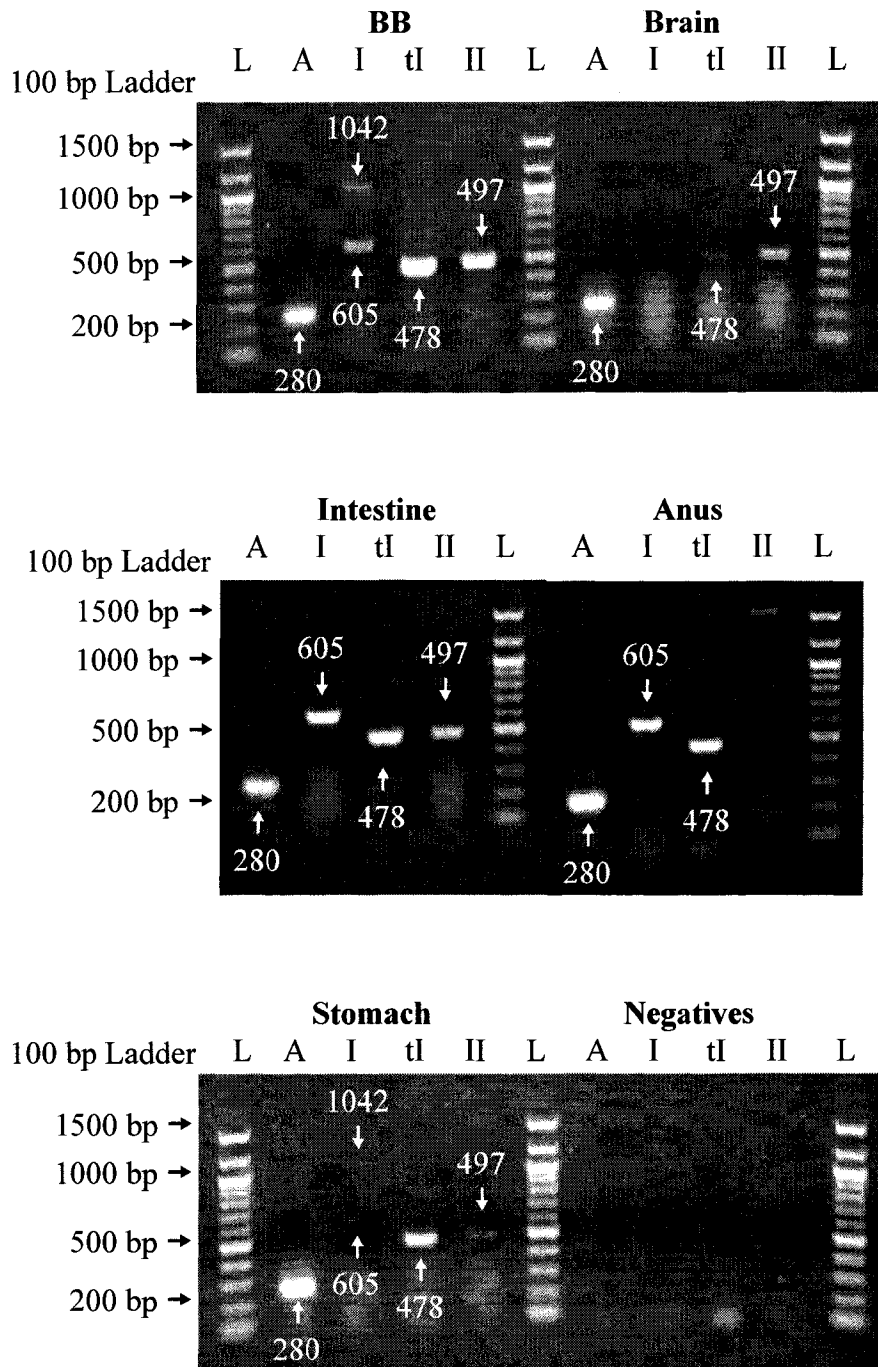 BB Brain
L A I tI II L A I tI II L
100 bp Ladder
1500 bp →
1000 bp →
500 bp →
200 bp →
1042
497
605
478
280
497
478
280
Intestine Anus
A I tI II L A I tI II L
100 bp Ladder
1500 bp →
1000 bp →
500 bp →
200 bp →
605
497
478
280
605
478
280
Stomach Negatives
L A I tI II L A I tI II L
100 bp Ladder
1500 bp →
1000 bp →
500 bp →
200 bp →
1042
497
605
478
280